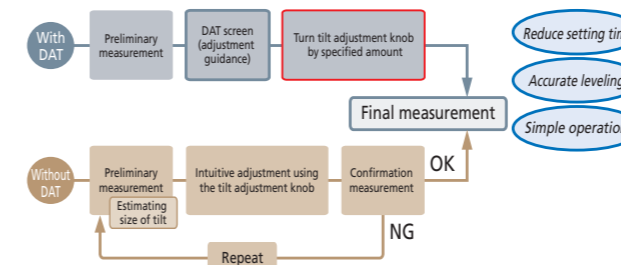 With
DAT
Preliminary
measurement
DAT screen
(adjustment
guidance)
Turn tilt adjustment knob
by specified amount
Final measurement
Reduce setting
Accurate leveling
Simple operation
Without
DAT
Preliminary
measurement
Estimating
size of tilt
Intuitive adjustment using
the tilt adjustment knob
Confirmation
measurement
OK
NG
Repeat